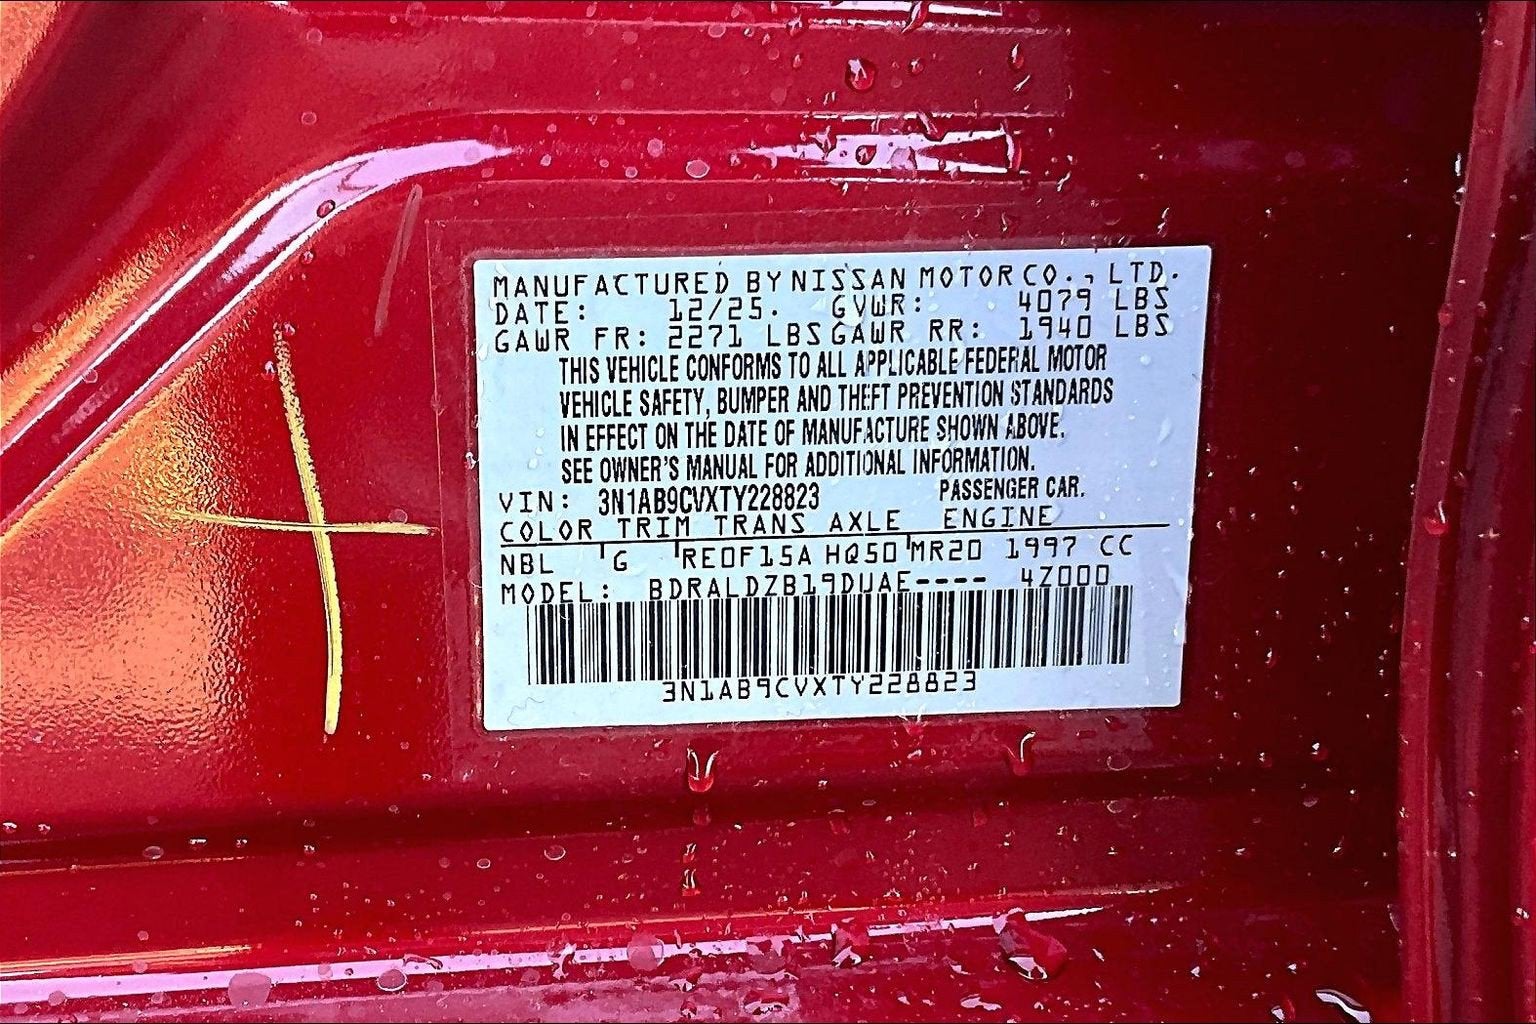 MANUFACTURED BY NISSAN MOTOR CO., LTD.
DATE: 12/25. GVWR: 4079 LBS
GAWR FR: 2271 LBS GAWR RR: 1940 LBS
THIS VEHICLE CONFORMS TO ALL APPLICABLE FEDERAL MOTOR
VEHICLE SAFETY, BUMPER AND THEFT PREVENTION STANDARDS
IN EFFECT ON THE DATE OF MANUFACTURE SHOWN ABOVE.
SEE OWNER'S MANUAL FOR ADDITIONAL INFORMATION.
VIN: 3N1AB9CVXTY228823 PASSENGER CAR.
COLOR TRIM TRANS AXLE ENGINE
NBL G RE0F15A HQ50 MR20 1997 CC
MODEL: BDRALDZB19DUAE---- 4Z000
3N1AB9CVXTY228823